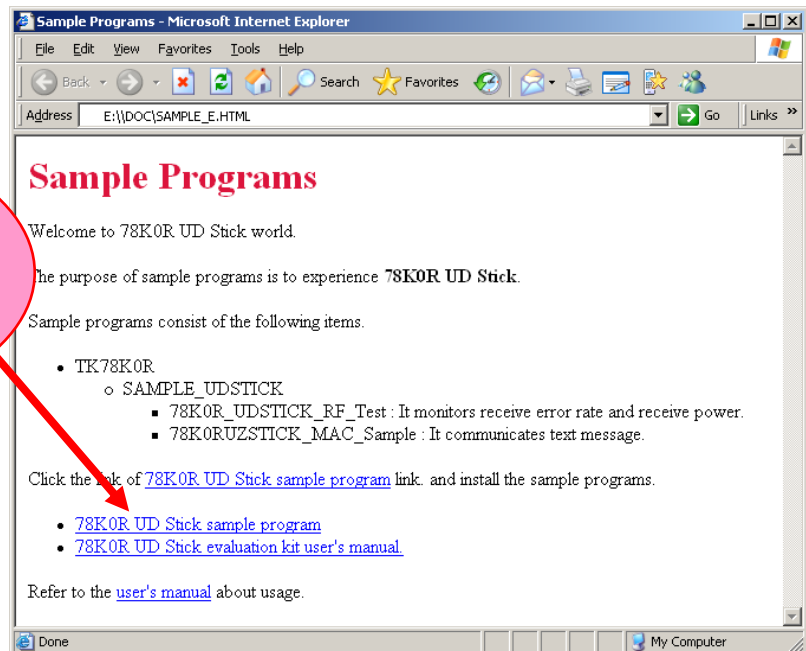 Sample Programs - Microsoft Internet Explorer
File Edit View Favorites Tools Help
Back Search Favorites
Address E:\\DOC\SAMPLE_E.HTML Go Links »
Sample Programs
Welcome to 78K0R UD Stick world.
The purpose of sample programs is to experience 78K0R UD Stick.
Sample programs consist of the following items.
TK78K0R
SAMPLE_UDSTICK
78K0R_UDSTICK_RF_Test : It monitors receive error rate and receive power.
78K0RUZSTICK_MAC_Sample : It communicates text message.
Click the link of 78K0R UD Stick sample program link. and install the sample programs.
78K0R UD Stick sample program
78K0R UD Stick evaluation kit user's manual.
Refer to the user's manual about usage.
Done My Computer